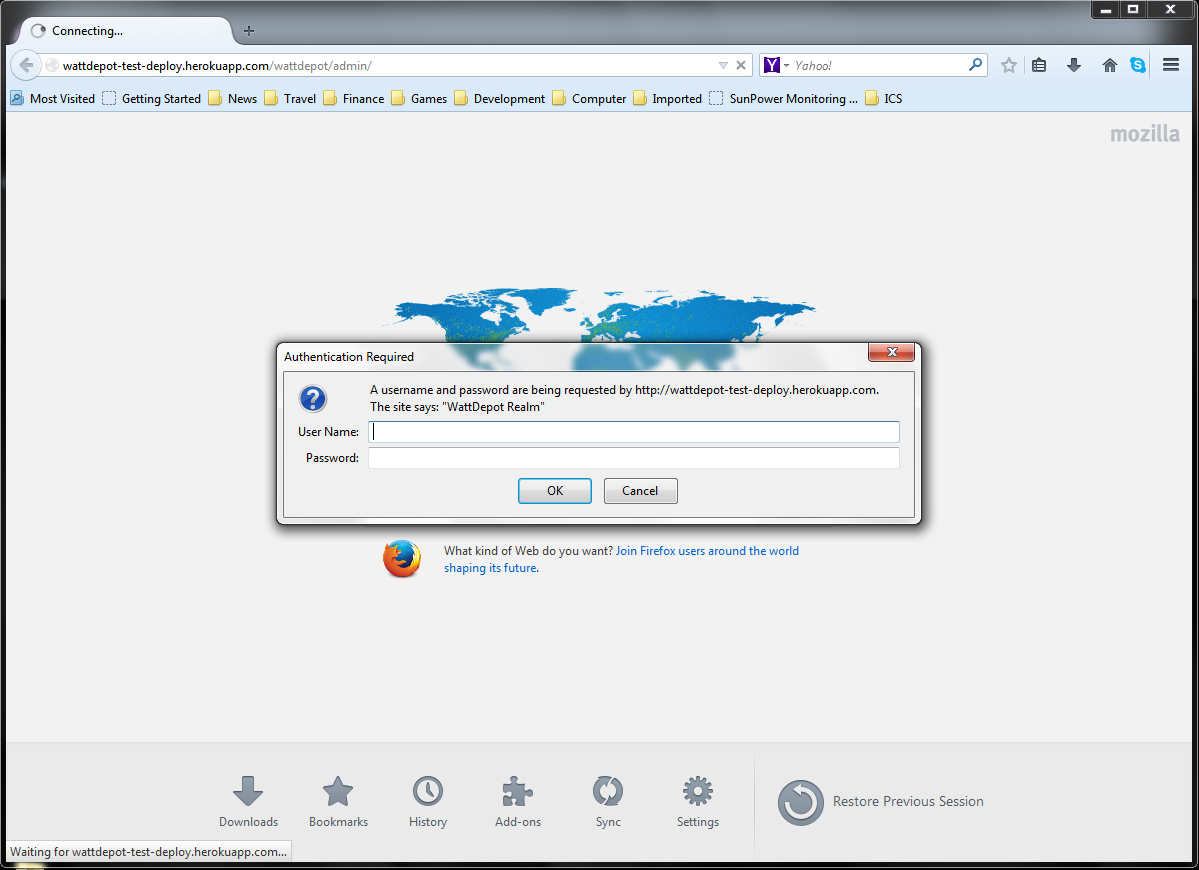 Connecting...
wattdepot-test-deploy.herokuapp.com/wattdepot/admin/
Yahoo!
Most Visited Getting Started News Travel Finance Games Development Computer Imported SunPower Monitoring ... ICS
mozilla
Authentication Required
A username and password are being requested by http://wattdepot-test-deploy.herokuapp.com.
The site says: "WattDepot Realm"
User Name:
Password:
OK Cancel
What kind of Web do you want? Join Firefox users around the world
shaping its future.
Downloads Bookmarks History Add-ons Sync Settings
Restore Previous Session
Waiting for wattdepot-test-deploy.herokuapp.com...